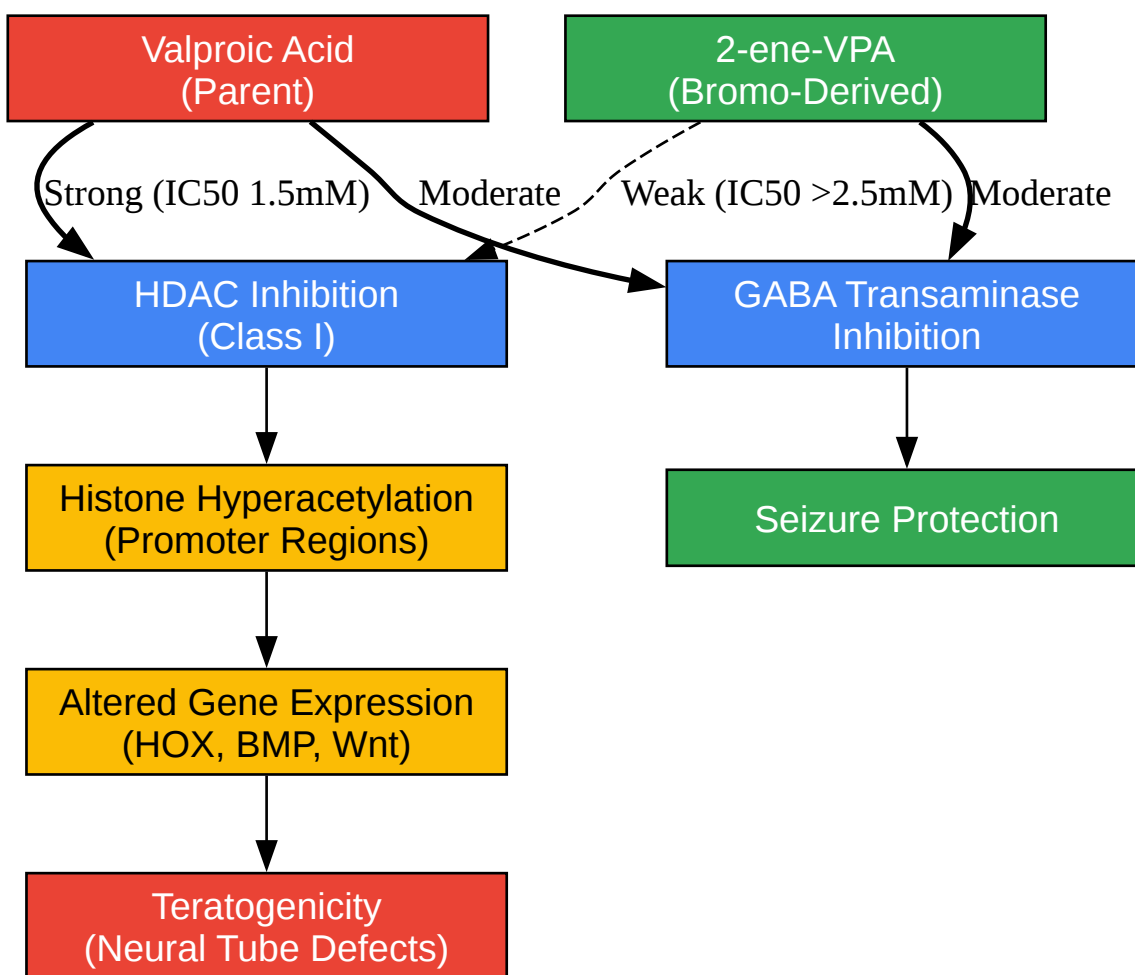 Valproic Acid
(Parent)
2-ene-VPA
(Bromo-Derived)
Strong (IC50 1.5mM)
Moderate
Weak (IC50 >2.5mM)
Moderate
HDAC Inhibition
(Class I)
GABA Transaminase
Inhibition
Histone Hyperacetylation
(Promoter Regions)
Seizure Protection
Altered Gene Expression
(HOX, BMP, Wnt)
Teratogenicity
(Neural Tube Defects)